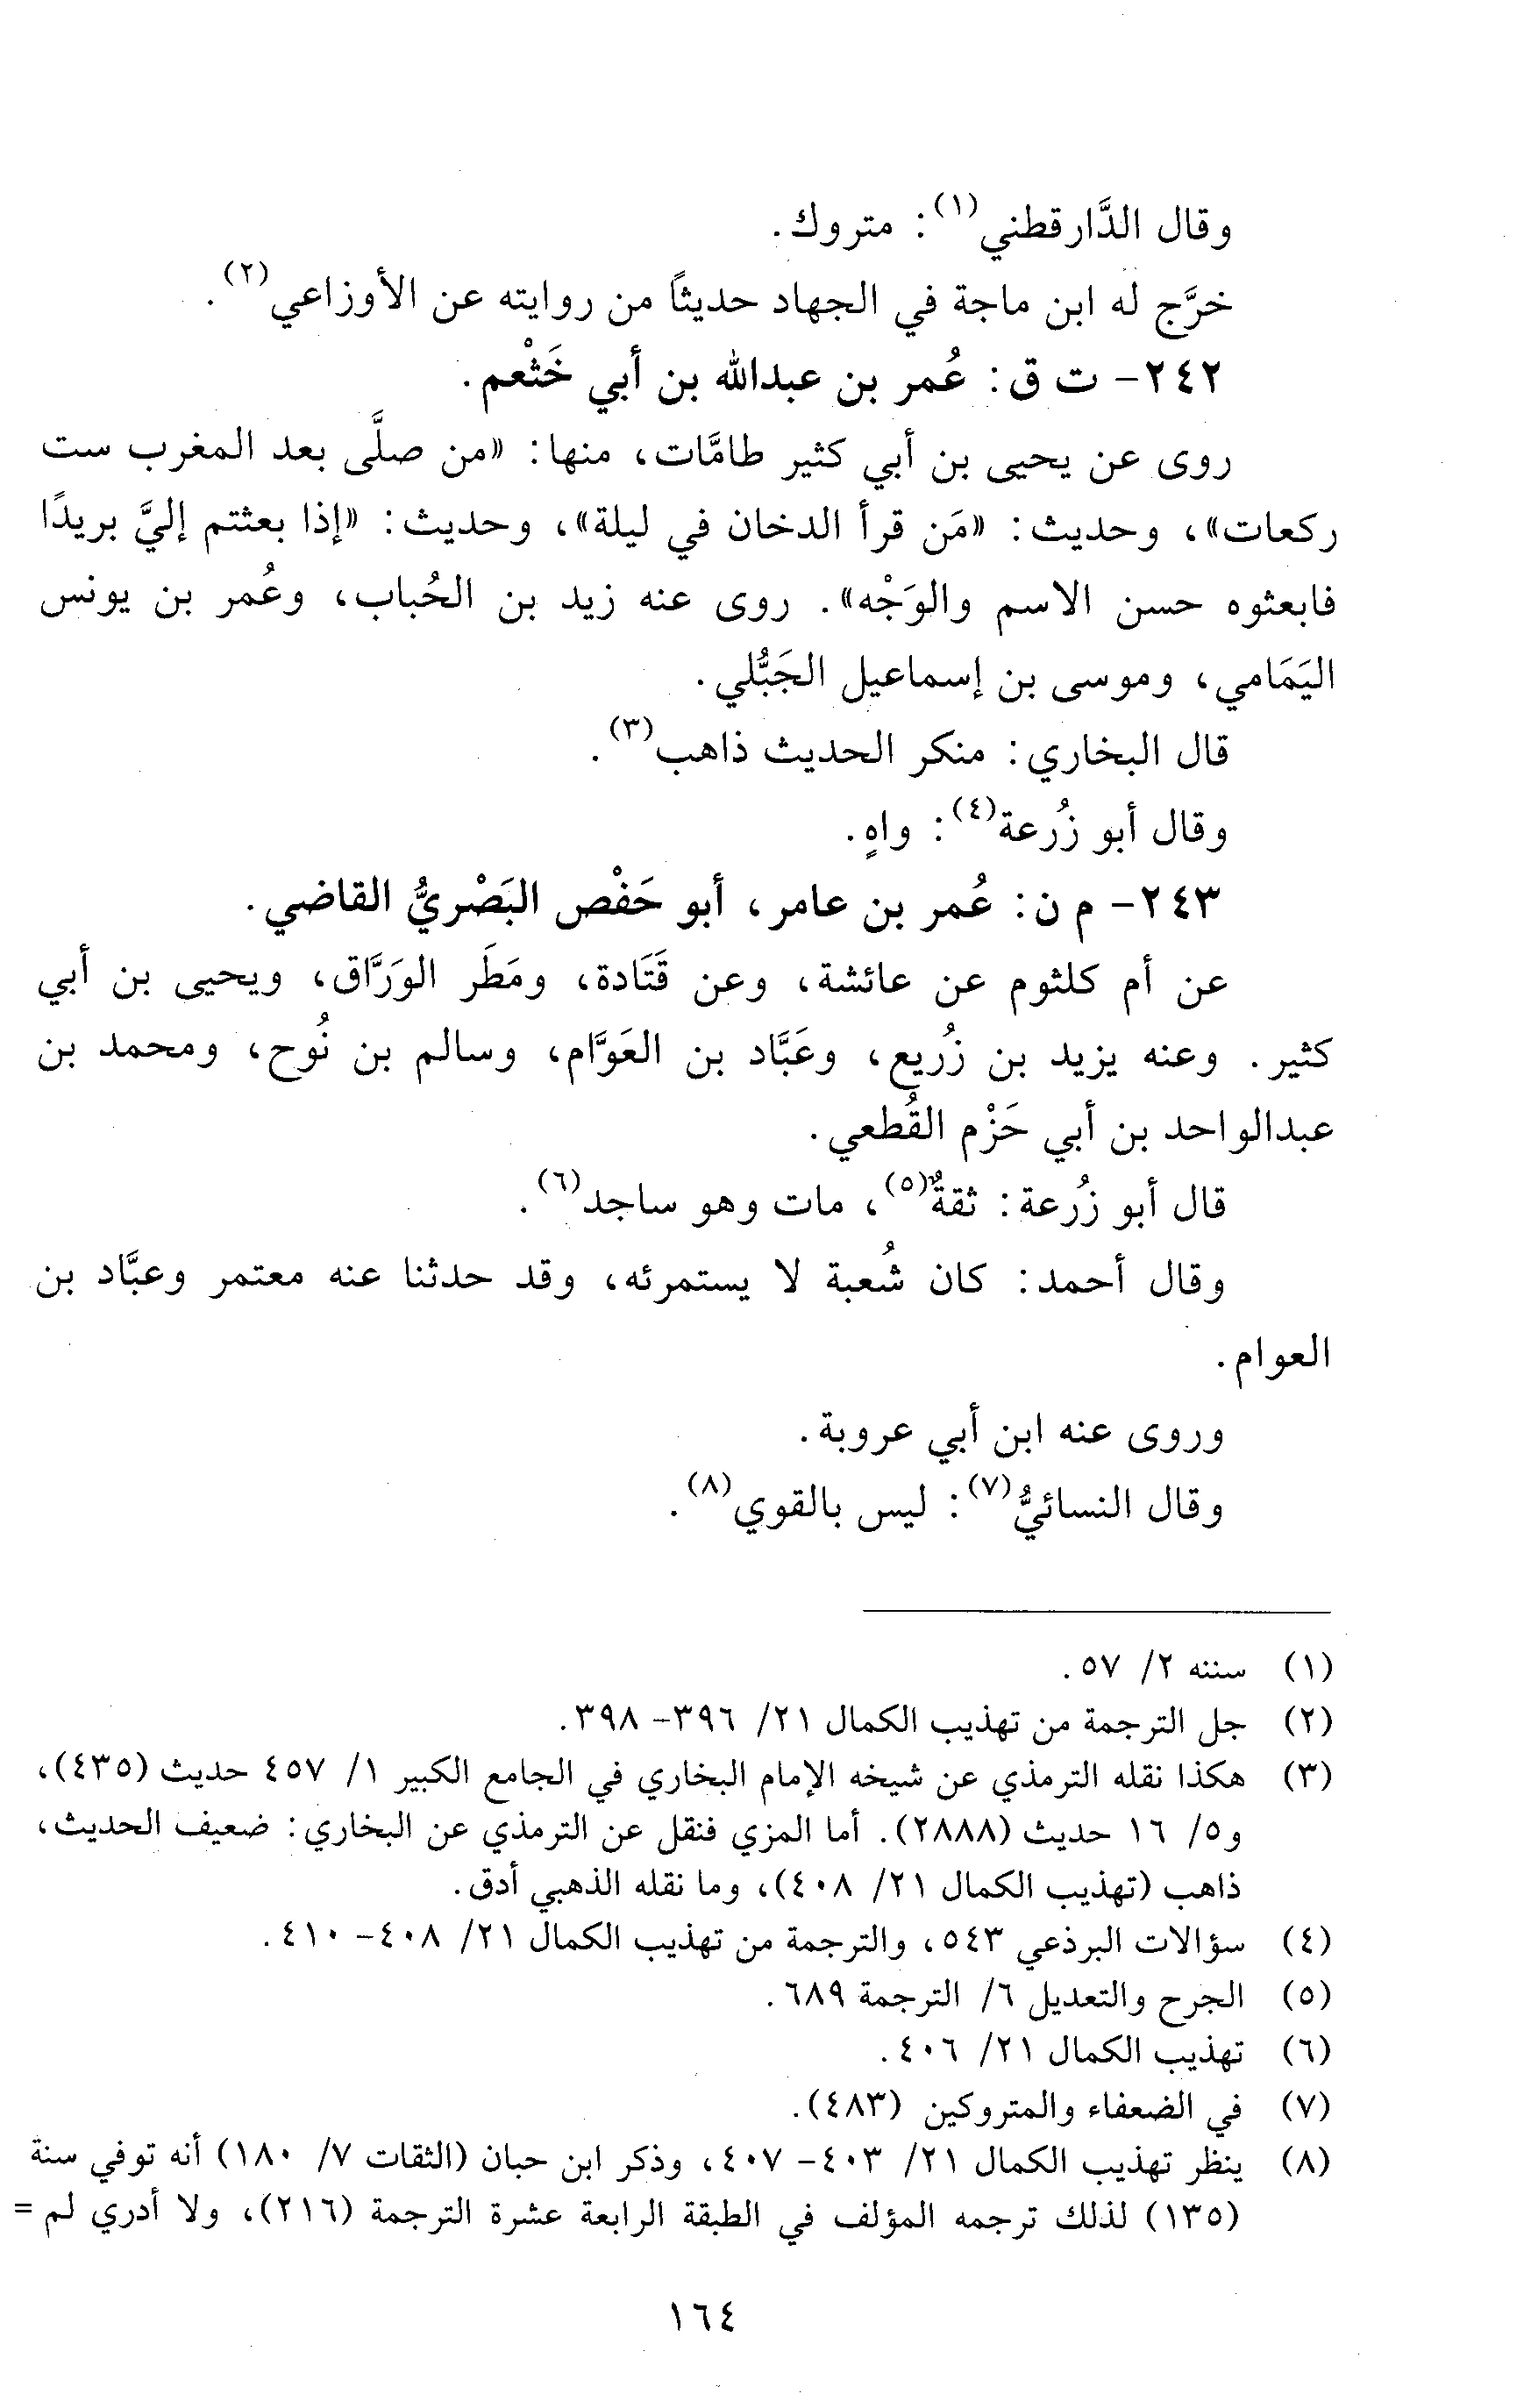 وقال الدَّارقطني(١): متروك.
خرَّج له ابن ماجة في الجهاد حديثاً من روايته عن الأوزاعي(٢).
٢٤٢- ت ق: عُمر بن عبدالله بن أبي خَثْعم.
روى عن يحيى بن أبي كثير طامَّات، منها: «من صلَّى بعد المغرب ست
ركعات»، وحديث: «مَن قرأ الدخان في ليلة»، وحديث: «إذا بعثتم إليَّ بريدًا
فابعثوه حسن الاسم والوَجْه». روى عنه زيد بن الحُباب، وعُمر بن يونس
اليَمَامي، وموسى بن إسماعيل الجَبُّلي.
قال البخاري: منكر الحديث ذاهب(٣).
وقال أبو زُرعة(٤): واهٍ.
٢٤٣- م ن: عُمر بن عامر، أبو حَفْص البَصْريُّ القاضي.
عن أم كلثوم عن عائشة، وعن قَتَادة، ومَطَر الوَرَّاق، ويحيى بن أبي
كثير. وعنه يزيد بن زُريع، وعَبَّاد بن العَوَّام، وسالم بن نُوح، ومحمد بن
عبدالواحد بن أبي حَزْم القُطعي.
قال أبو زُرعة: ثقةٌ(٥)، مات وهو ساجد(٦).
وقال أحمد: كان شُعبة لا يستمرئه، وقد حدثنا عنه معتمر وعبَّاد بن
العوام.
وروى عنه ابن أبي عروبة.
وقال النسائيُّ(٧): ليس بالقوي(٨).
(١) سننه ٢/ ٥٧.
(٢) جل الترجمة من تهذيب الكمال ٢١/ ٣٩٦- ٣٩٨.
(٣) هكذا نقله الترمذي عن شيخه الإمام البخاري في الجامع الكبير ١/ ٤٥٧ حديث (٤٣٥)،
و٥/ ١٦ حديث (٢٨٨٨). أما المزي فنقل عن الترمذي عن البخاري: ضعيف الحديث،
ذاهب (تهذيب الكمال ٢١/ ٤٠٨)، وما نقله الذهبي أدق.
(٤) سؤالات البرذعي ٥٤٣، والترجمة من تهذيب الكمال ٢١/ ٤٠٨- ٤١٠.
(٥) الجرح والتعديل ٦/ الترجمة ٦٨٩.
(٦) تهذيب الكمال ٢١/ ٤٠٦.
(٧) في الضعفاء والمتروكين (٤٨٣).
(٨) ينظر تهذيب الكمال ٢١/ ٤٠٣- ٤٠٧، وذكر ابن حبان (الثقات ٧/ ١٨٠) أنه توفي سنة
(١٣٥) لذلك ترجمه المؤلف في الطبقة الرابعة عشرة الترجمة (٢١٦)، ولا أدري لم =
١٦٤